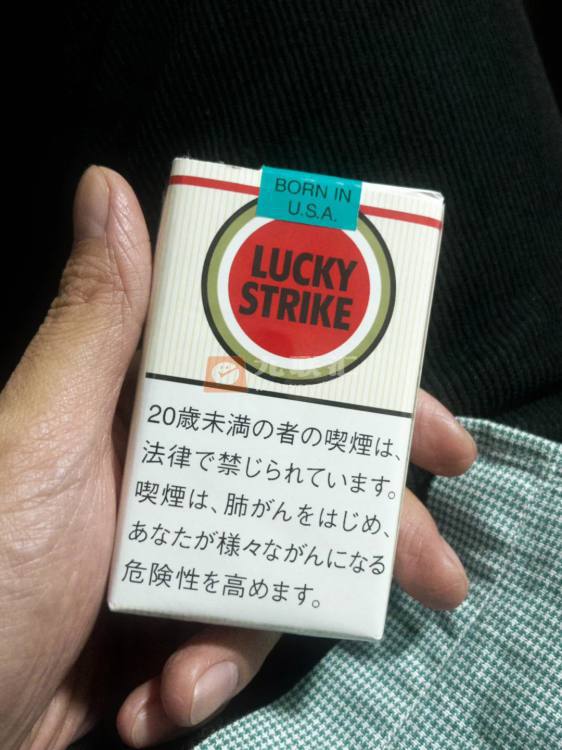 BORN IN
U.S.A.
LUCKY
STRIKE
20歳未満の者の喫煙は、
法律で禁じられています。
喫煙は、肺がんをはじめ、
あなたが様々ながんになる
危険性を高めます。